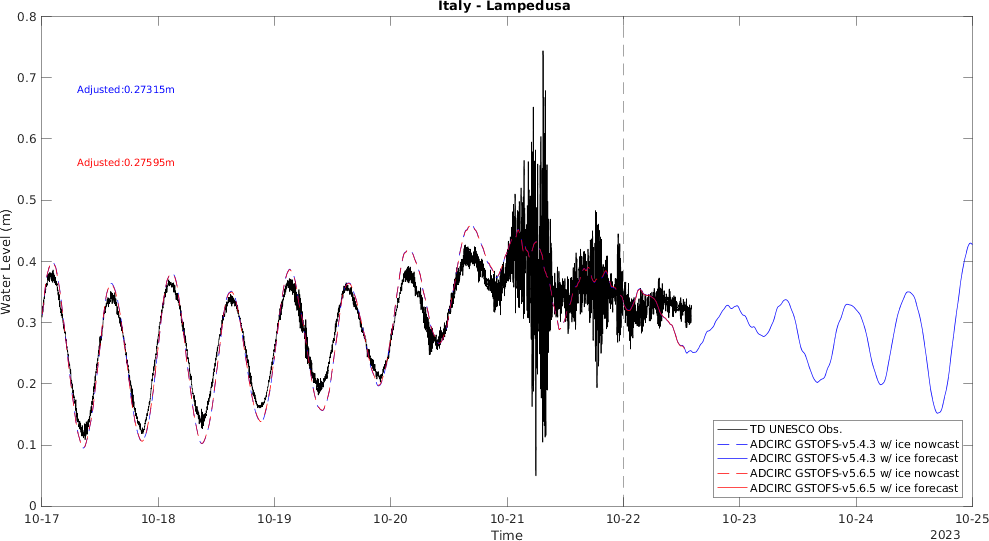 Italy - Lampedusa
0.8
0.7
0.6
0.5
0.4
0.3
0.2
0.1
0
Water Level (m)
Adjusted:0.27315m
Adjusted:0.27595m
TD UNESCO Obs.
ADCIRC GSTOFS-v5.4.3 w/ ice nowcast
ADCIRC GSTOFS-v5.4.3 w/ ice forecast
ADCIRC GSTOFS-v5.6.5 w/ ice nowcast
ADCIRC GSTOFS-v5.6.5 w/ ice forecast
10-17 10-18 10-19 10-20 10-21 10-22 10-23 10-24 10-25
Time
2023